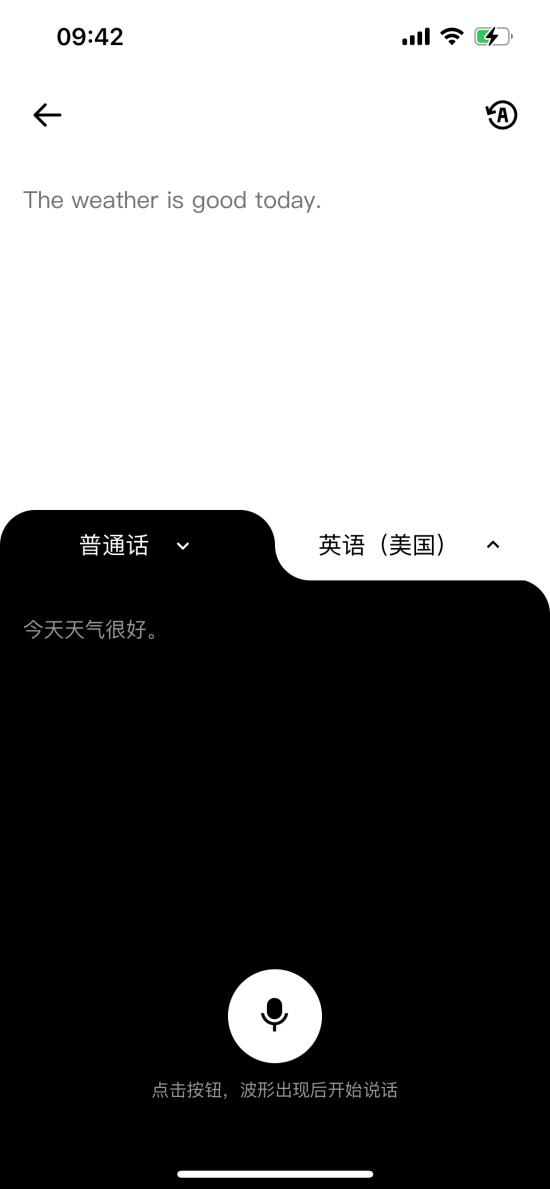 09:42
A
The weather is good today.
普通话
英语（美国）
今天天气很好。
点击按钮，波形出现后开始说话